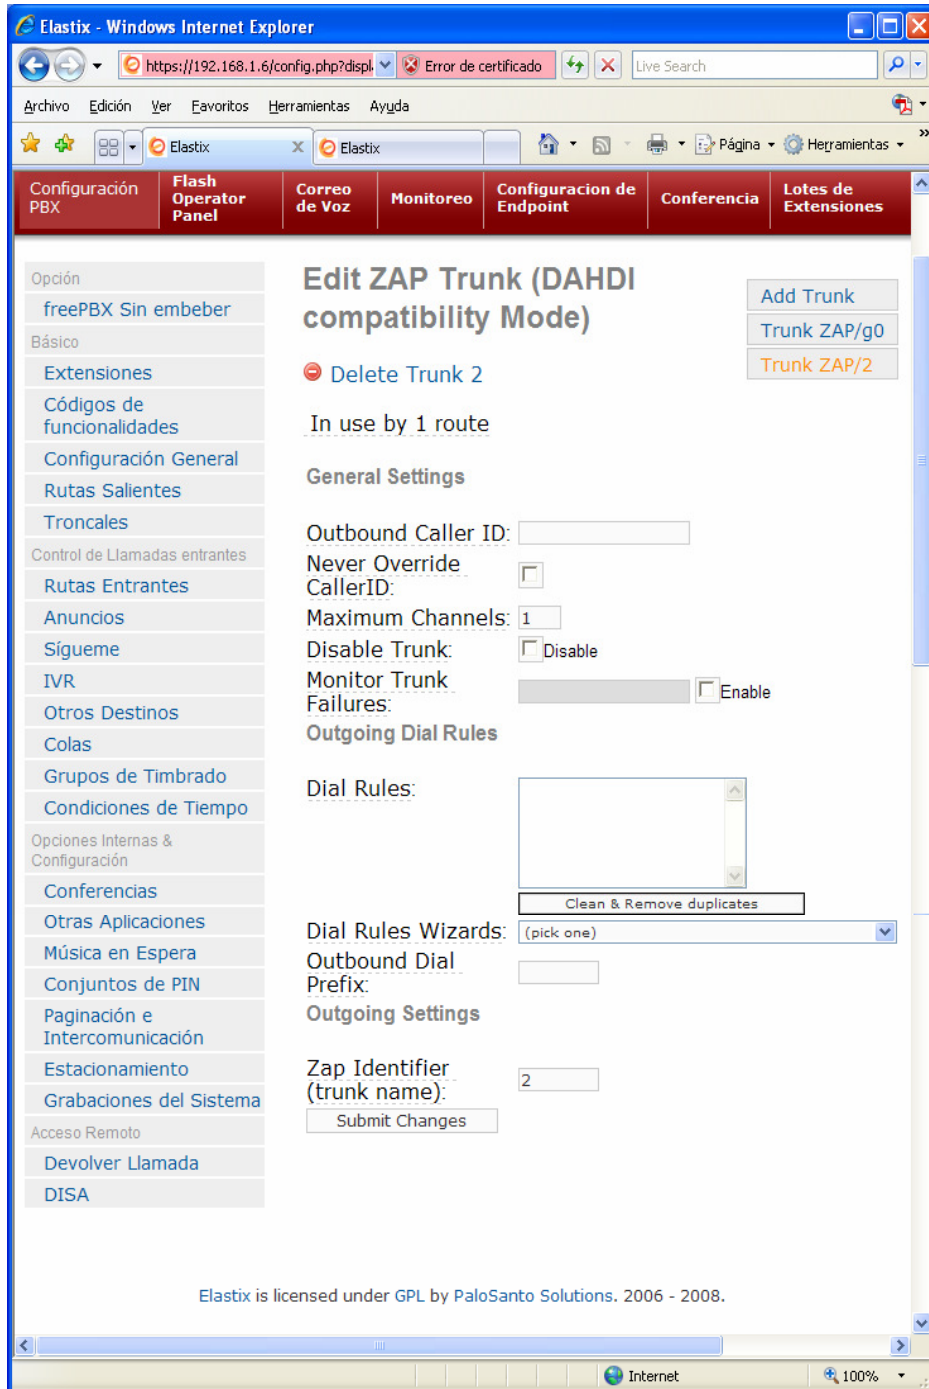 Elastix - Windows Internet Explorer
https://192.168.1.6/config.php?displ
Error de certificado
Live Search
Archivo Edición Ver Favoritos Herramientas Ayuda
Elastix
Elastix
Página
Herramientas
»
Configuración PBX
Flash Operator Panel
Correo de Voz
Monitoreo
Configuracion de Endpoint
Conferencia
Lotes de Extensiones
Opción
freePBX Sin embeber
Básico
Extensiones
Códigos de
funcionalidades
Configuración General
Rutas Salientes
Troncales
Control de Llamadas entrantes
Rutas Entrantes
Anuncios
Sígueme
IVR
Otros Destinos
Colas
Grupos de Timbrado
Condiciones de Tiempo
Opciones Internas &
Configuración
Conferencias
Otras Aplicaciones
Música en Espera
Conjuntos de PIN
Paginación e
Intercomunicación
Estacionamiento
Grabaciones del Sistema
Acceso Remoto
Devolver Llamada
DISA
Edit ZAP Trunk (DAHDI
compatibility Mode)
Add Trunk
Trunk ZAP/g0
Trunk ZAP/2
Delete Trunk 2
In use by 1 route
General Settings
Outbound Caller ID:
Never Override
CallerID:
Maximum Channels: 1
Disable Trunk: Disable
Monitor Trunk
Failures: Enable
Outgoing Dial Rules
Dial Rules:
Clean & Remove duplicates
Dial Rules Wizards: (pick one)
Outbound Dial
Prefix:
Outgoing Settings
Zap Identifier
(trunk name): 2
Submit Changes
Elastix is licensed under GPL by PaloSanto Solutions. 2006 - 2008.
Internet
100%